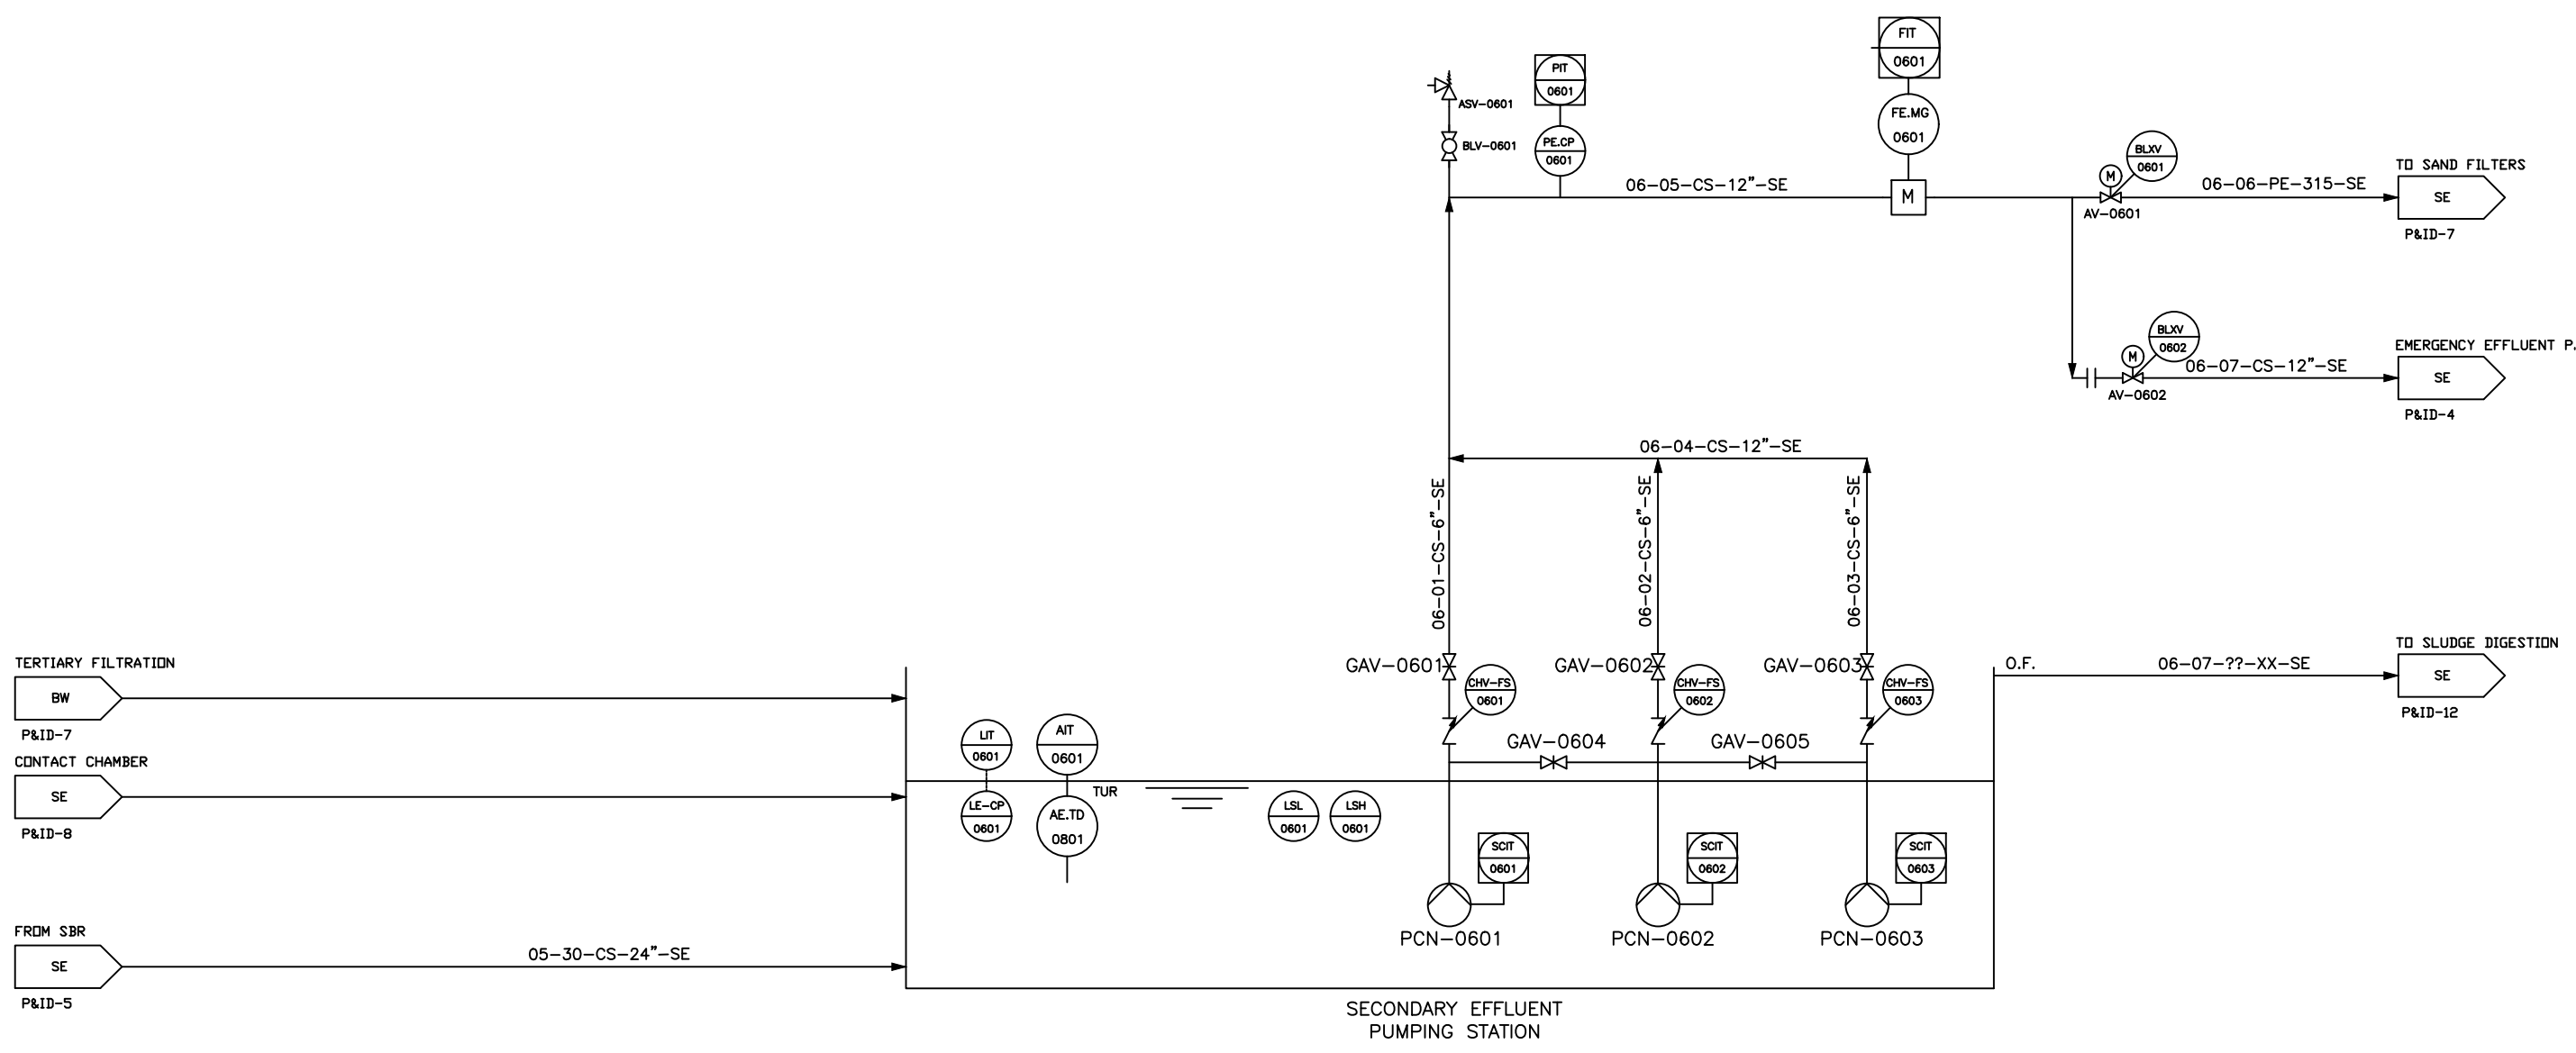 FIT
0601
PIT
0601
ASV-0601
FE.MG
0601
BLV-0601
PE.CP
0601
BLXV
0601
M
TO SAND FILTERS
06-05-CS-12"-SE
M
06-06-PE-315-SE
SE
AV-0601
P&ID-7
BLXV
0602
M
EMERGENCY EFFLUENT P.
06-07-CS-12"-SE
SE
AV-0602
P&ID-4
06-04-CS-12"-SE
06-01-CS-6"-SE
06-02-CS-6"-SE
06-03-CS-6"-SE
TO SLUDGE DIGESTION
TERTIARY FILTRATION
GAV-0601
GAV-0602
GAV-0603
O.F.
06-07-??-XX-SE
SE
BW
CHV-FS
0601
CHV-FS
0602
CHV-FS
0603
P&ID-12
P&ID-7
LIT
0601
AIT
0601
GAV-0604
GAV-0605
CONTACT CHAMBER
SE
TUR
LE-CP
0601
AE.TD
0801
LSL
0601
LSH
0601
P&ID-8
SCIT
0601
SCIT
0602
SCIT
0603
FROM SBR
PCN-0601
PCN-0602
PCN-0603
05-30-CS-24"-SE
SE
P&ID-5
SECONDARY EFFLUENT
PUMPING STATION